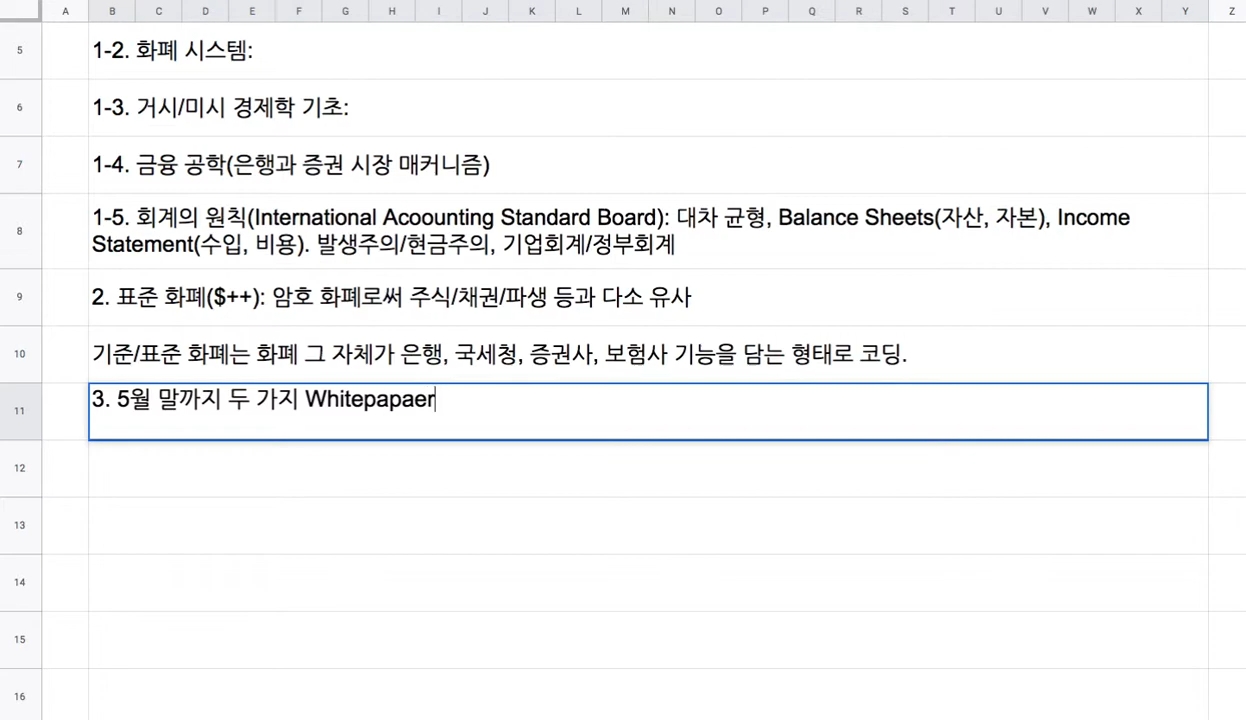 A B C D E F G H I J K L M N O P Q R S T U V W X Y Z
5 1-2. 화폐 시스템:
6 1-3. 거시/미시 경제학 기초:
7 1-4. 금융 공학(은행과 증권 시장 매커니즘)
8 1-5. 회계의 원칙(International Acoounting Standard Board): 대차 균형, Balance Sheets(자산, 자본), Income
Statement(수입, 비용). 발생주의/현금주의, 기업회계/정부회계
9 2. 표준 화폐($++): 암호 화폐로써 주식/채권/파생 등과 다소 유사
10 기준/표준 화폐는 화폐 그 자체가 은행, 국세청, 증권사, 보험사 기능을 담는 형태로 코딩.
11 3. 5월 말까지 두 가지 Whitepapaer
12
13
14
15
16